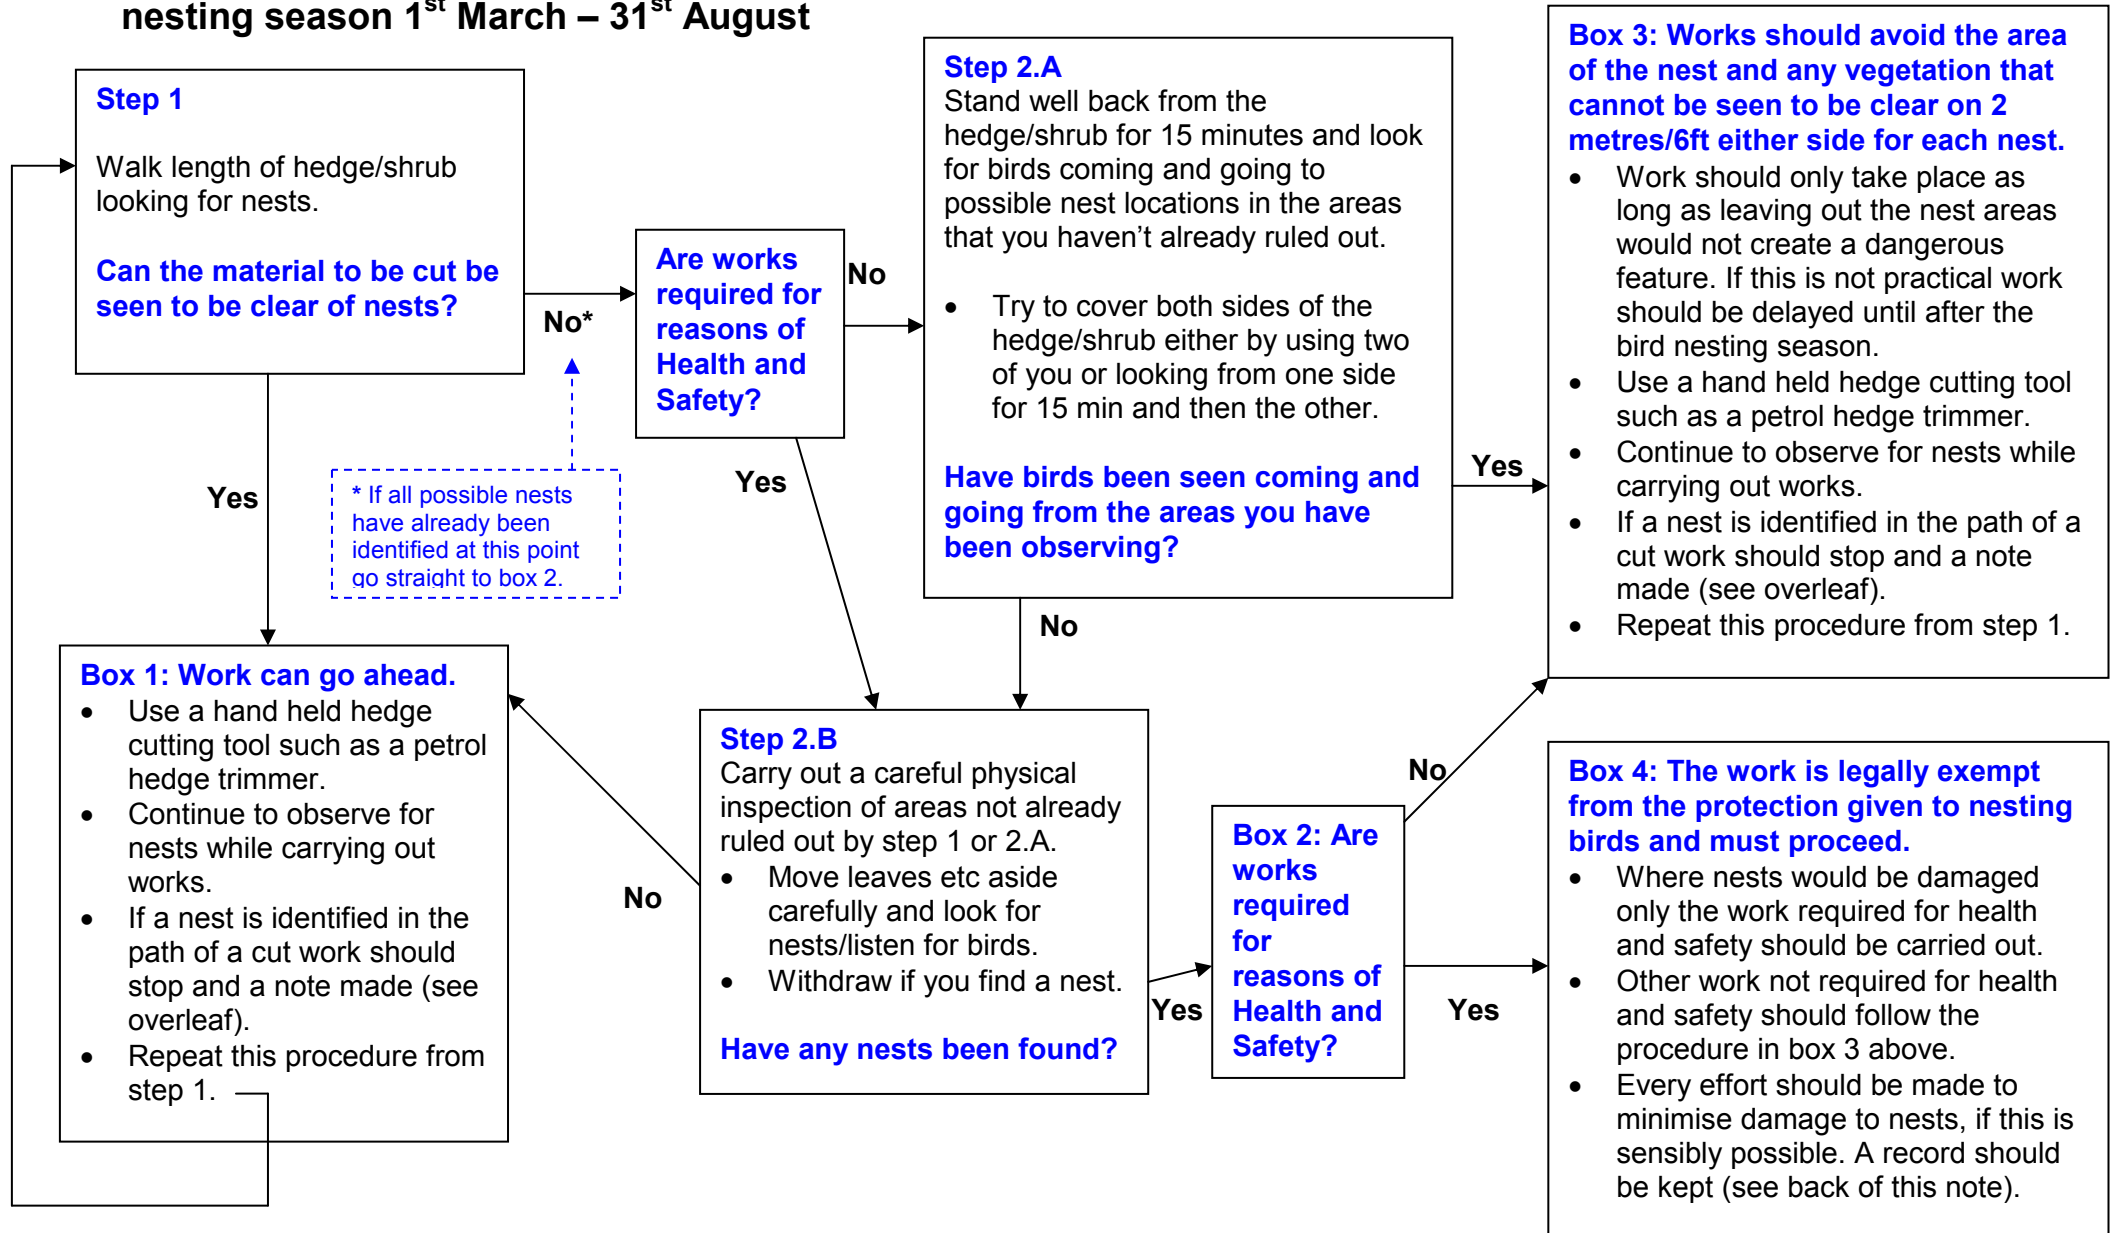 nesting season 1st March – 31st August
Step 1
Walk length of hedge/shrub
looking for nests.
Can the material to be cut be
seen to be clear of nests?
No*
Yes
* If all possible nests
have already been
identified at this point
go straight to box 2.
Are works
required for
reasons of
Health and
Safety?
No
Yes
Step 2.A
Stand well back from the
hedge/shrub for 15 minutes and look
for birds coming and going to
possible nest locations in the areas
that you haven’t already ruled out.
• Try to cover both sides of the
hedge/shrub either by using two
of you or looking from one side
for 15 min and then the other.
Have birds been seen coming and
going from the areas you have
been observing?
Yes
No
Box 3: Works should avoid the area
of the nest and any vegetation that
cannot be seen to be clear on 2
metres/6ft either side for each nest.
• Work should only take place as
long as leaving out the nest areas
would not create a dangerous
feature. If this is not practical work
should be delayed until after the
bird nesting season.
• Use a hand held hedge cutting tool
such as a petrol hedge trimmer.
• Continue to observe for nests while
carrying out works.
• If a nest is identified in the path of a
cut work should stop and a note
made (see overleaf).
• Repeat this procedure from step 1.
Box 1: Work can go ahead.
• Use a hand held hedge
cutting tool such as a petrol
hedge trimmer.
• Continue to observe for
nests while carrying out
works.
• If a nest is identified in the
path of a cut work should
stop and a note made (see
overleaf).
• Repeat this procedure from
step 1.
No
Step 2.B
Carry out a careful physical
inspection of areas not already
ruled out by step 1 or 2.A.
• Move leaves etc aside
carefully and look for
nests/listen for birds.
• Withdraw if you find a nest.
Have any nests been found?
Yes
Box 2: Are
works
required
for
reasons of
Health and
Safety?
No
Yes
Box 4: The work is legally exempt
from the protection given to nesting
birds and must proceed.
• Where nests would be damaged
only the work required for health
and safety should be carried out.
• Other work not required for health
and safety should follow the
procedure in box 3 above.
• Every effort should be made to
minimise damage to nests, if this is
sensibly possible. A record should
be kept (see back of this note).